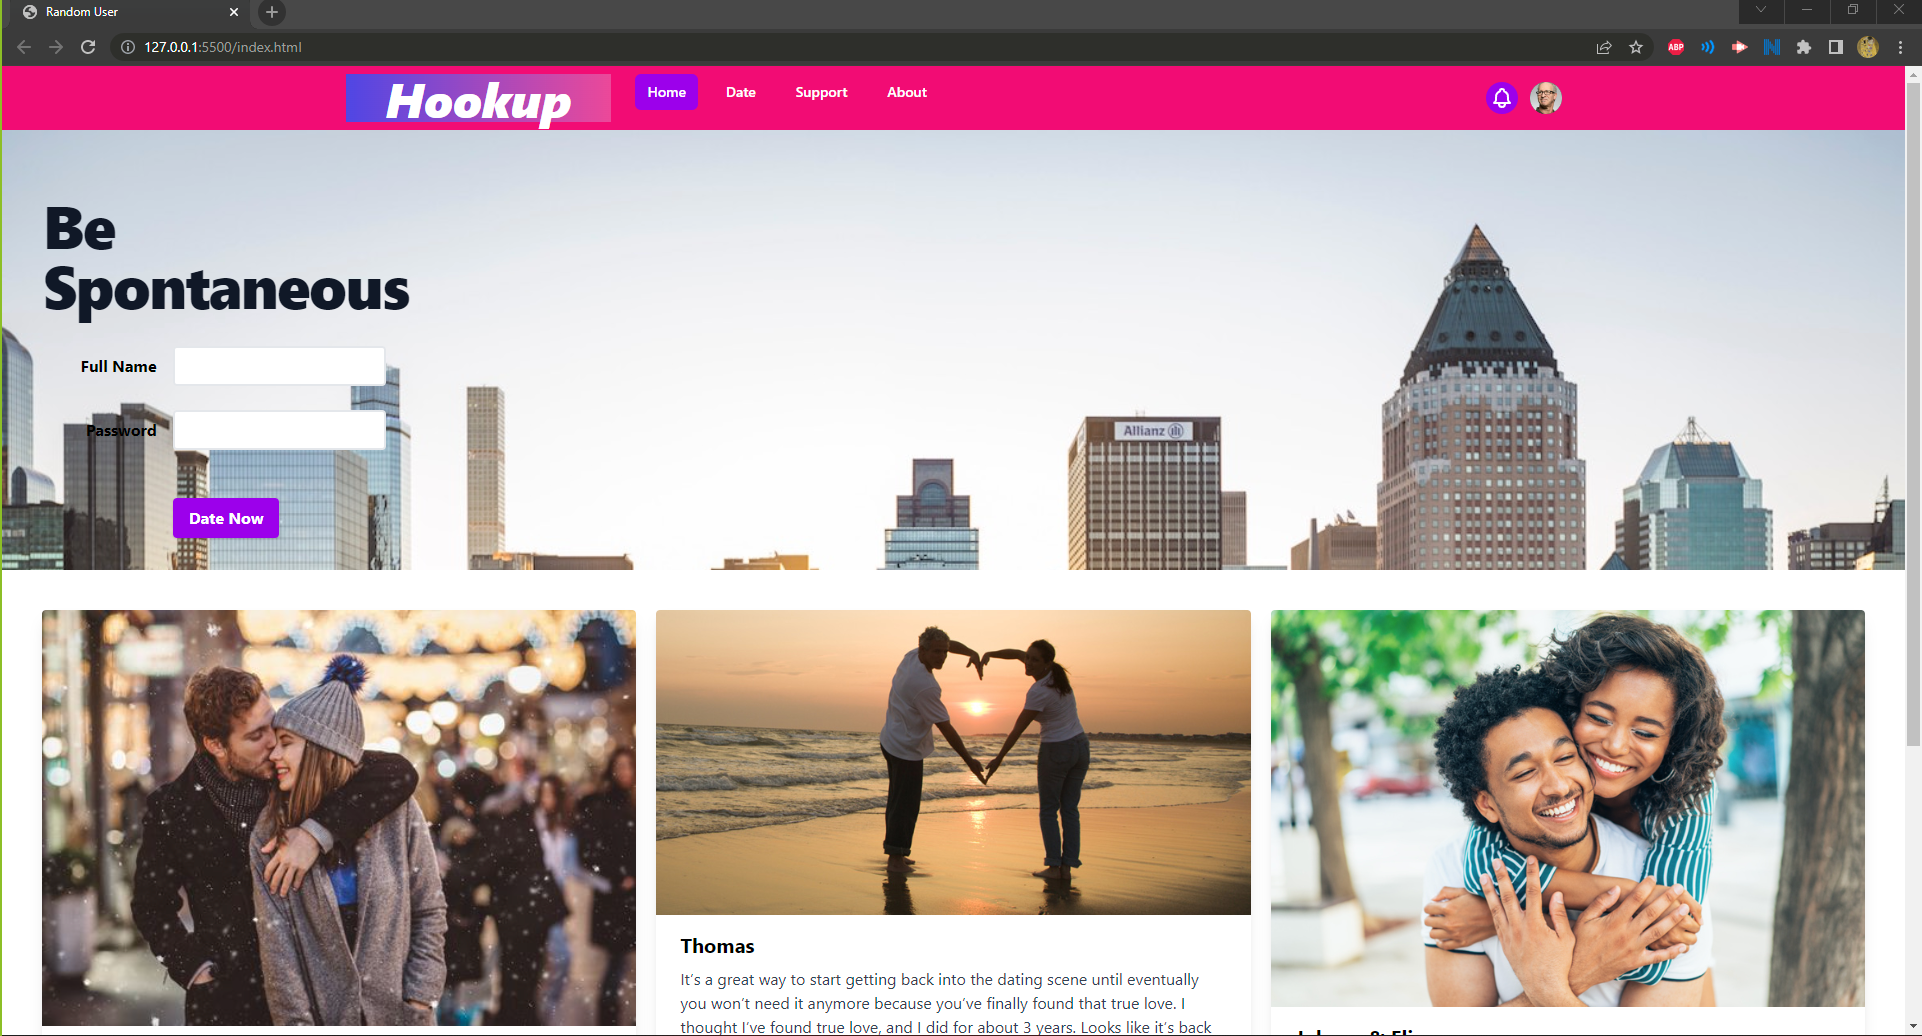 Random User
127.0.0.1:5500/index.html
ABP
Hookup
Home
Date
Support
About
Be
Spontaneous
Full Name
Password
Date Now
Allianz
Thomas
It's a great way to start getting back into the dating scene until eventually
you won't need it anymore because you've finally found that true love. I
thought I've found true love, and I did for about 3 years. Looks like it's back